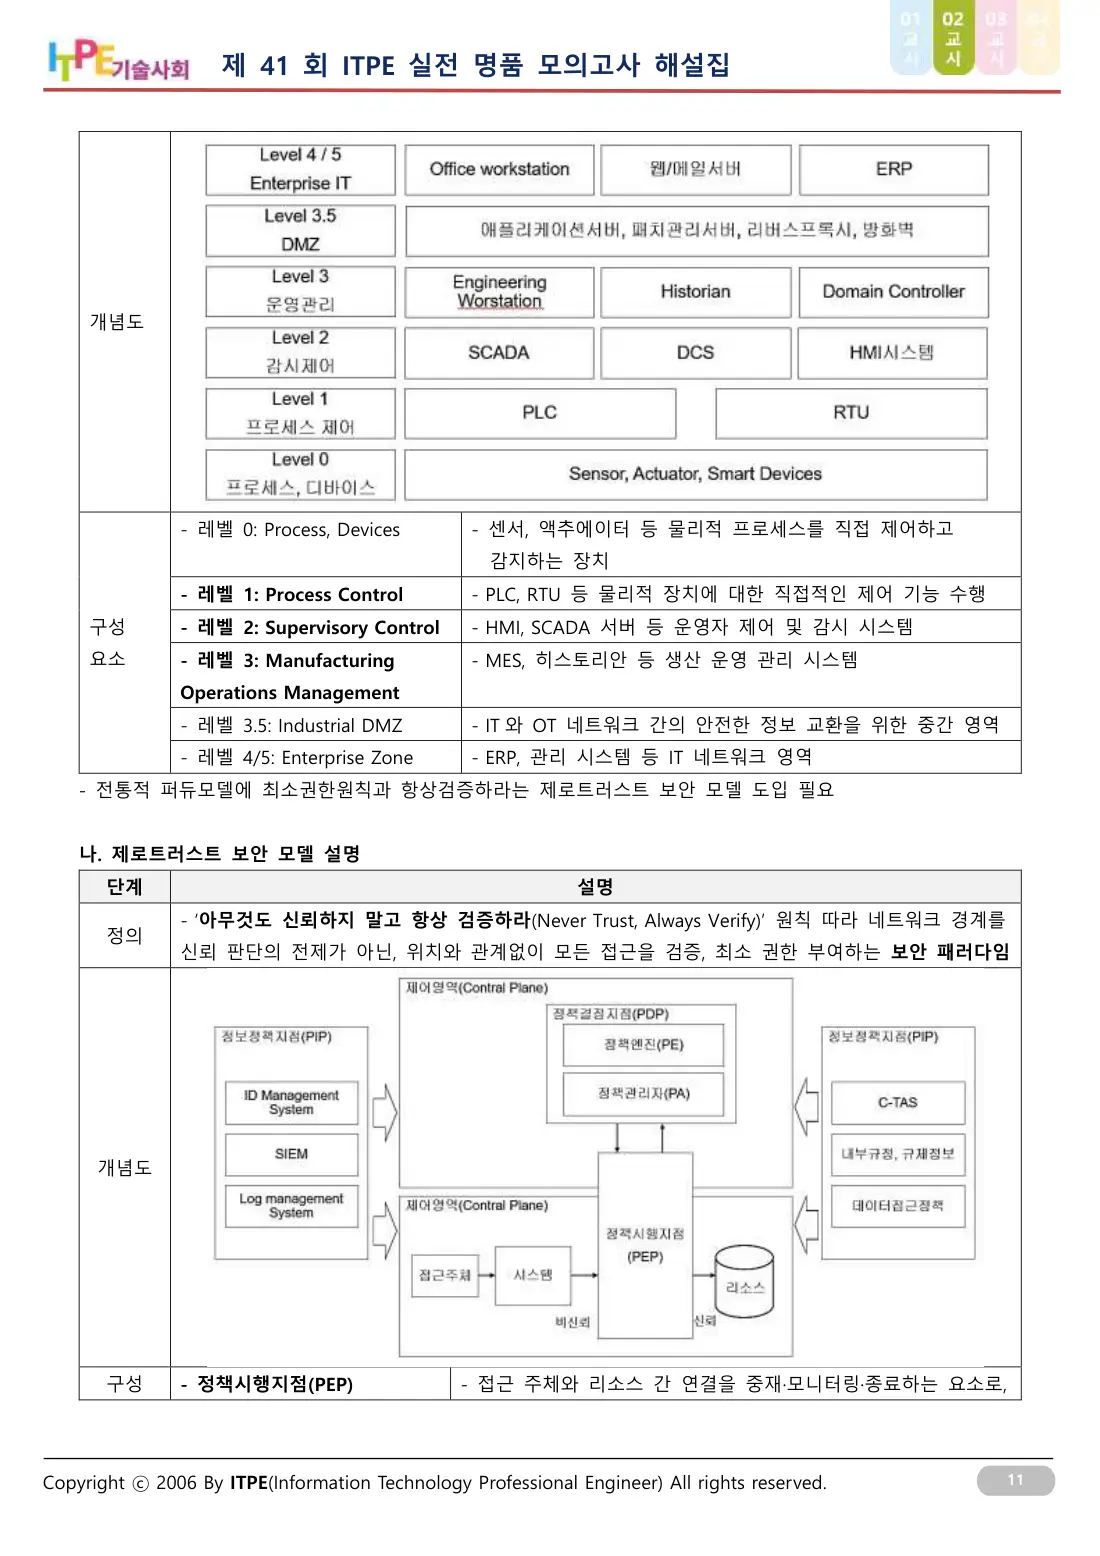 ITPE기술사회 제 41 회 ITPE 실전 명품 모의고사 해설집
01 교시
02 교시
03 교시
04 교시
개념도
Level 4 / 5
Enterprise IT
Office workstation
웹/메일서버
ERP
Level 3.5
DMZ
애플리케이션서버, 패치관리서버, 리버스프록시, 방화벽
Level 3
운영관리
Engineering
Worstation
Historian
Domain Controller
Level 2
감시제어
SCADA
DCS
HMI시스템
Level 1
프로세스 제어
PLC
RTU
Level 0
프로세스, 디바이스
Sensor, Actuator, Smart Devices
구성
요소
- 레벨 0: Process, Devices
- 센서, 액추에이터 등 물리적 프로세스를 직접 제어하고
감지하는 장치
- 레벨 1: Process Control
- PLC, RTU 등 물리적 장치에 대한 직접적인 제어 기능 수행
- 레벨 2: Supervisory Control
- HMI, SCADA 서버 등 운영자 제어 및 감시 시스템
- 레벨 3: Manufacturing
Operations Management
- MES, 히스토리안 등 생산 운영 관리 시스템
- 레벨 3.5: Industrial DMZ
- IT와 OT 네트워크 간의 안전한 정보 교환을 위한 중간 영역
- 레벨 4/5: Enterprise Zone
- ERP, 관리 시스템 등 IT 네트워크 영역
- 전통적 퍼듀모델에 최소권한원칙과 항상검증하라는 제로트러스트 보안 모델 도입 필요
나. 제로트러스트 보안 모델 설명
단계
설명
정의
- ‘아무것도 신뢰하지 말고 항상 검증하라(Never Trust, Always Verify)’ 원칙 따라 네트워크 경계를
신뢰 판단의 전제가 아닌, 위치와 관계없이 모든 접근을 검증, 최소 권한 부여하는 보안 패러다임
개념도
정보정책지점(PIP)
ID Management
System
SIEM
Log management
System
제어영역(Contral Plane)
정책결정지점(PDP)
정책엔진(PE)
정책관리자(PA)
제어영역(Contral Plane)
접근주체
시스템
비신뢰
정책시행지점
(PEP)
신뢰
리소스
정보정책지점(PIP)
C-TAS
내부규정, 규제정보
데이터접근정책
구성
- 정책시행지점(PEP)
- 접근 주체와 리소스 간 연결을 중재·모니터링·종료하는 요소로,
Copyright ⓒ 2006 By ITPE(Information Technology Professional Engineer) All rights reserved.
11